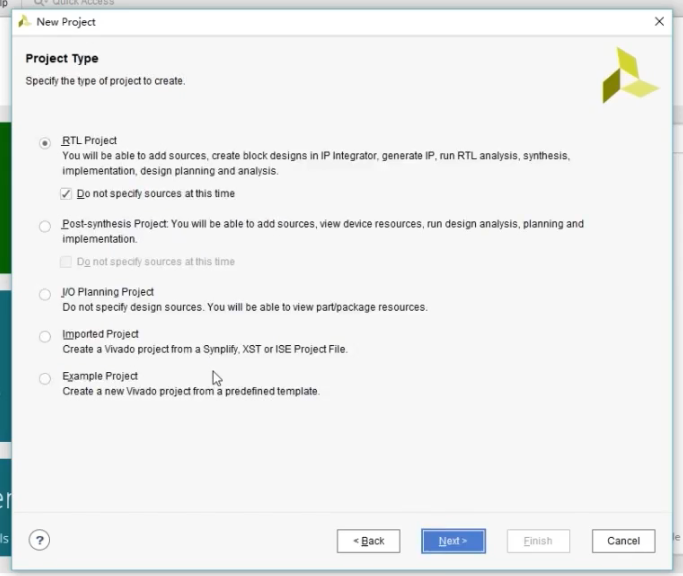 Quick Access
New Project
Project Type
Specify the type of project to create.
RTL Project
You will be able to add sources, create block designs in IP Integrator, generate IP, run RTL analysis, synthesis,
implementation, design planning and analysis.
Do not specify sources at this time
Post-synthesis Project: You will be able to add sources, view device resources, run design analysis, planning and
implementation.
Do not specify sources at this time
I/O Planning Project
Do not specify design sources. You will be able to view part/package resources.
Imported Project
Create a Vivado project from a Synplify, XST or ISE Project File.
Example Project
Create a new Vivado project from a predefined template.
?
< Back
Next >
Finish
Cancel